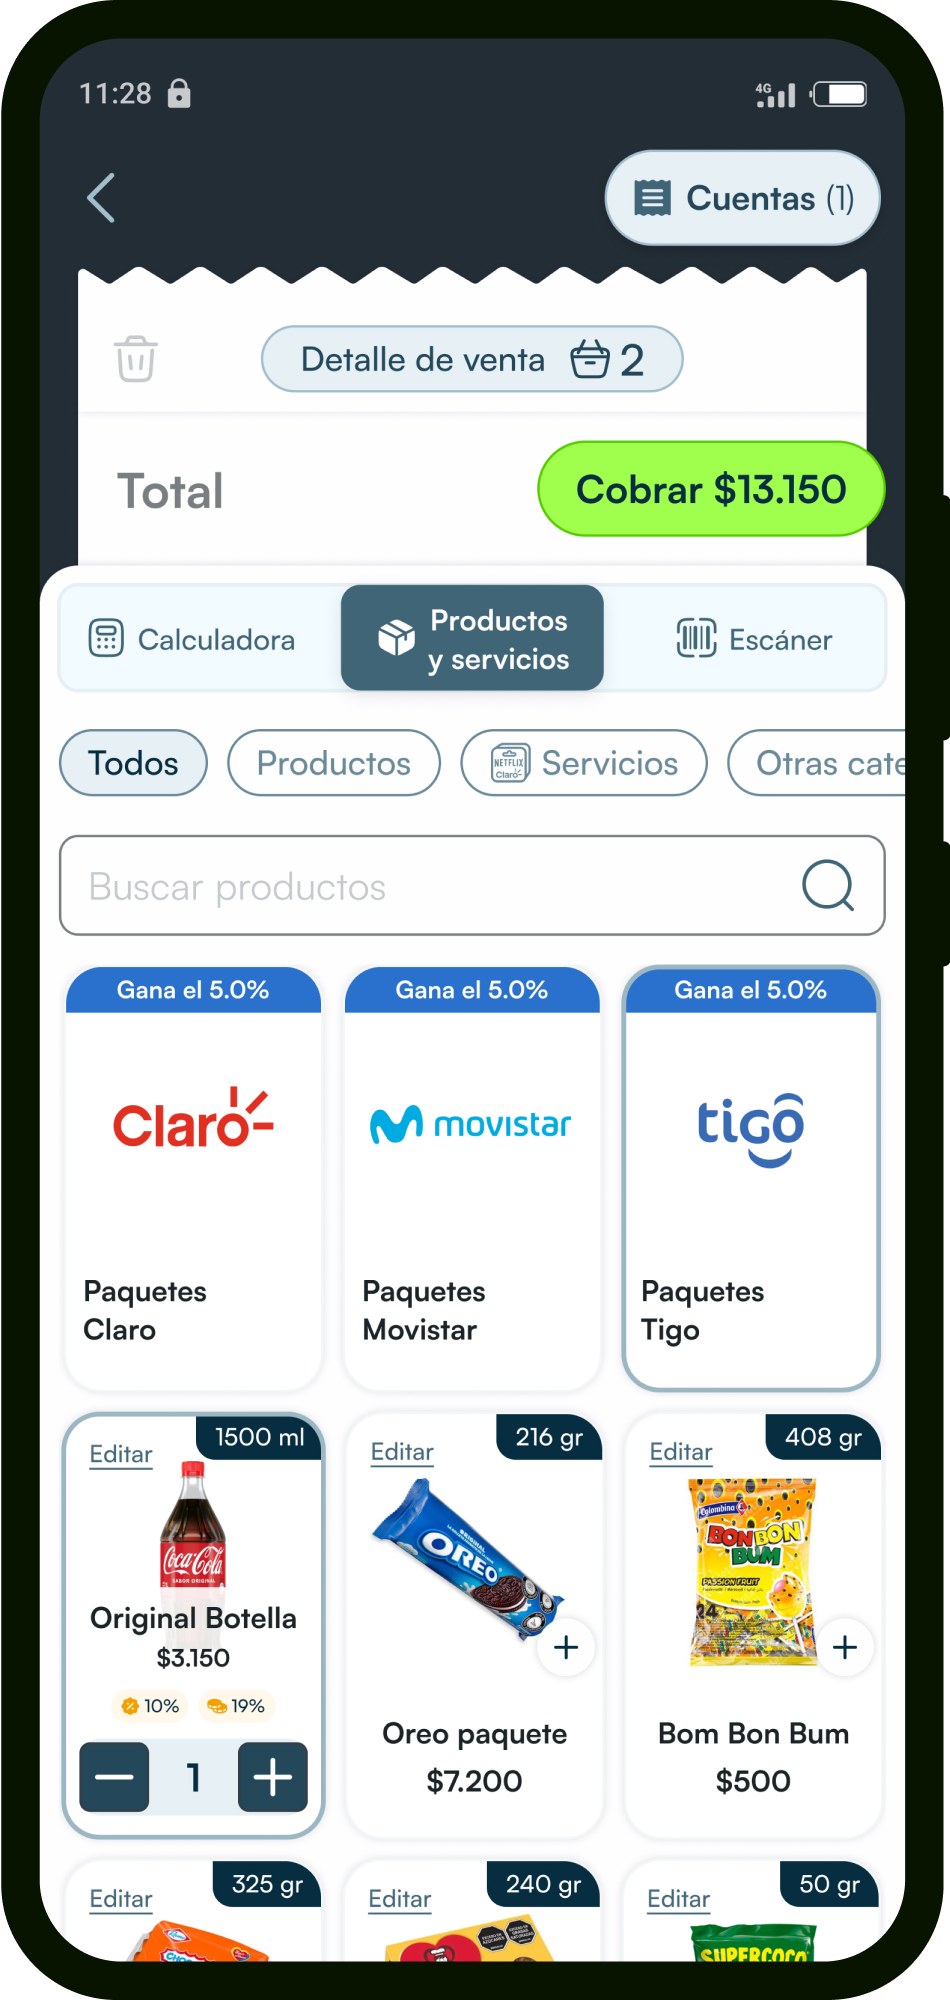 11:28
4G
Cuentas (1)
Detalle de venta 2
Total
Cobrar $13.150
Calculadora
Productos
y servicios
Escáner
Todos
Productos
NETFLIX
Claro
Servicios
Otras cate
Buscar productos
Gana el 5.0%
Gana el 5.0%
Gana el 5.0%
Claro
movistar
tigo
Paquetes
Claro
Paquetes
Movistar
Paquetes
Tigo
Editar
1500 ml
Coca-Cola
SABOR ORIGINAL
Original Botella
$3.150
10%
19%
1
Editar
216 gr
ORIGINAL
OREO
Oreo paquete
$7.200
Editar
408 gr
Colombina
BON BON
BUM
PASSION FRUIT
24
Bom Bon Bum
$500
Editar
325 gr
Editar
240 gr
Editar
50 gr
SUPERCOCO